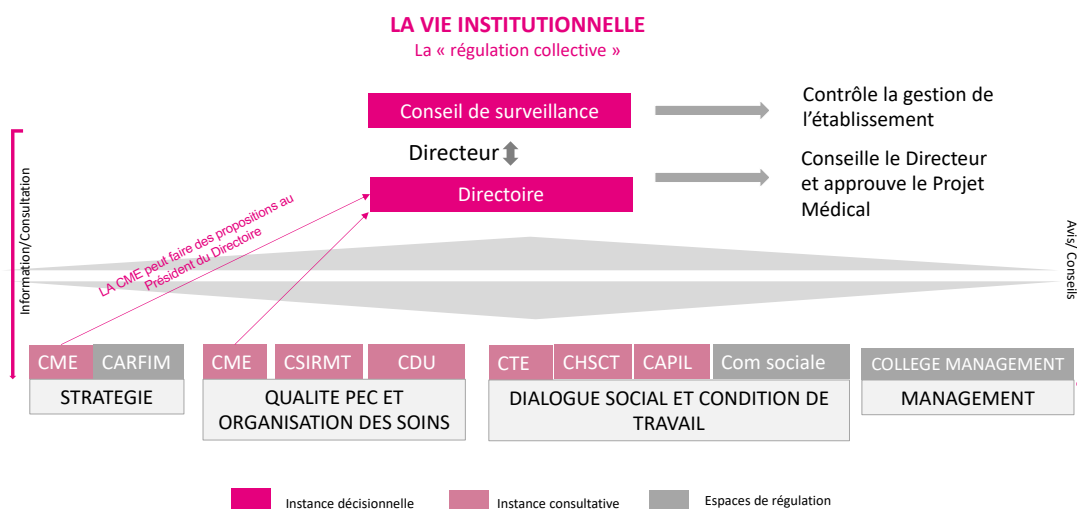 LA VIE INSTITUTIONNELLE
La « régulation collective »
Conseil de surveillance
Contrôle la gestion de
l'établissement
Directeur
Directoire
Conseille le Directeur
et approuve le Projet
Médical
Information/Consultation
LA CME peut faire des propositions au
Président du Directoire
Avis/ Conseils
CME
CARFIM
STRATEGIE
CME
CSIRMT
CDU
QUALITE PEC ET
ORGANISATION DES SOINS
CTE
CHSCT
CAPIL
Com sociale
DIALOGUE SOCIAL ET CONDITION DE
TRAVAIL
COLLEGE MANAGEMENT
MANAGEMENT
Instance décisionnelle
Instance consultative
Espaces de régulation